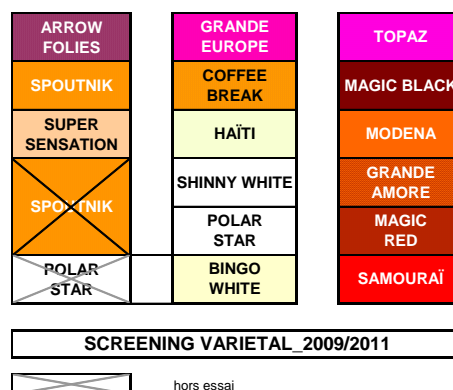 ARROW
FOLIES
GRANDE
EUROPE
TOPAZ
SPOUTNIK
COFFEE
BREAK
MAGIC BLACK
SUPER
SENSATION
HAÏTI
MODENA
SPOUTNIK
SHINNY WHITE
GRANDE
AMORE
POLAR
STAR
MAGIC
RED
POLAR
STAR
BINGO
WHITE
SAMOURAÏ
SCREENING VARIETAL_2009/2011
hors essai